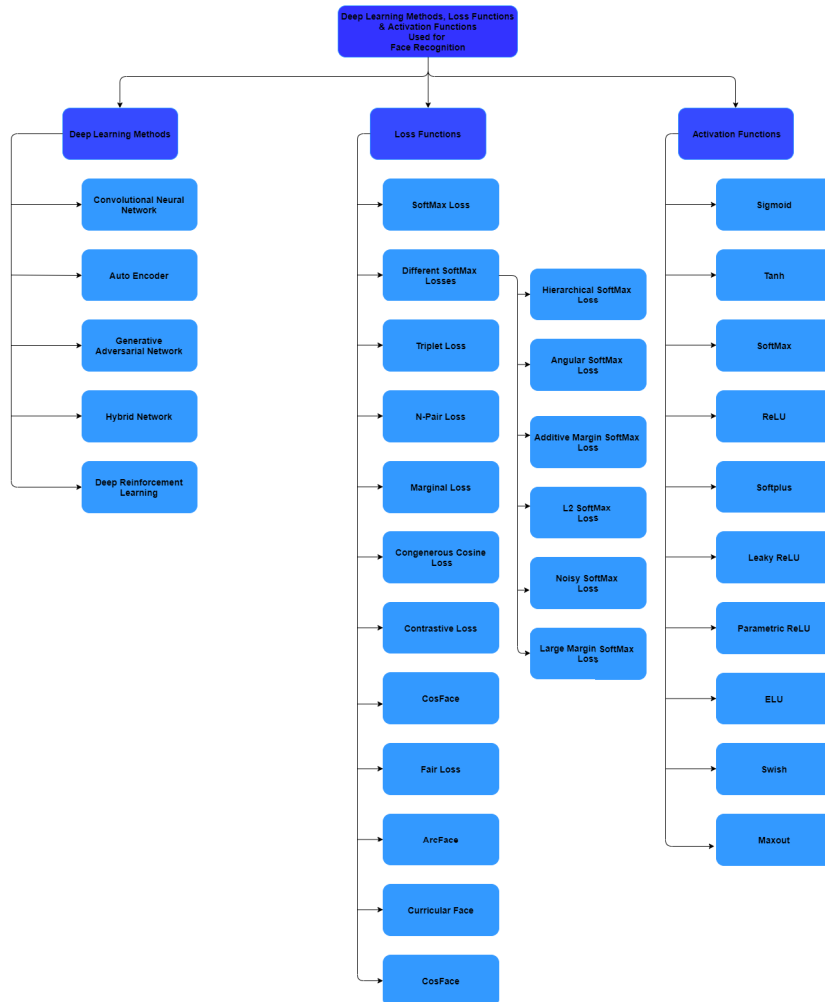 Deep Learning Methods, Loss Functions
& Activation Functions
Used for
Face Recognition
Deep Learning Methods
Convolutional Neural
Network
Auto Encoder
Generative
Adversarial Network
Hybrid Network
Deep Reinforcement
Learning
Loss Functions
SoftMax Loss
Different SoftMax
Losses
Hierarchical SoftMax
Loss
Angular SoftMax
Loss
Additive Margin SoftMax
Loss
L2 SoftMax
Loss
Noisy SoftMax
Loss
Large Margin SoftMax
Loss
Triplet Loss
N-Pair Loss
Marginal Loss
Congenerous Cosine
Loss
Contrastive Loss
CosFace
Fair Loss
ArcFace
Curricular Face
CosFace
Activation Functions
Sigmoid
Tanh
SoftMax
ReLU
Softplus
Leaky ReLU
Parametric ReLU
ELU
Swish
Maxout